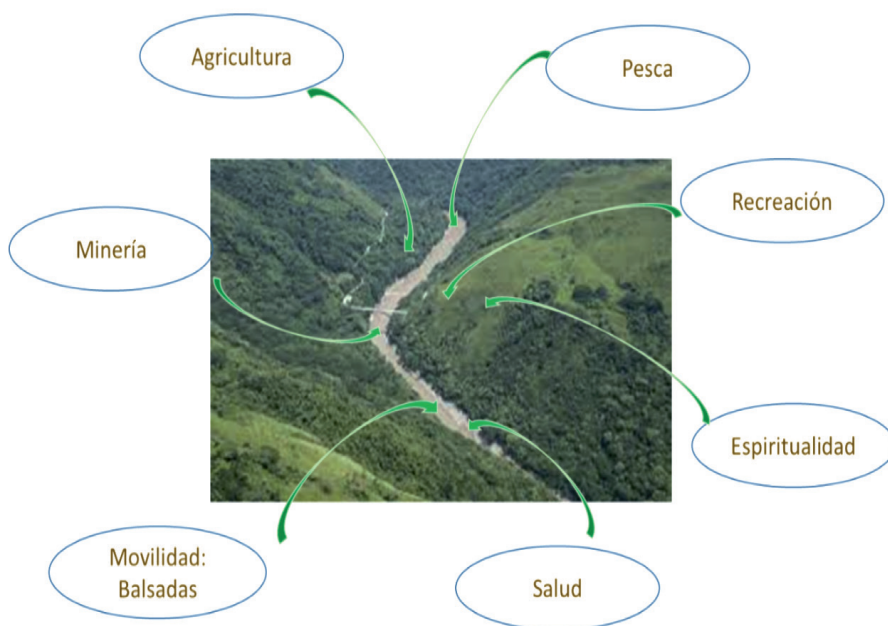 Agricultura
Pesca
Recreación
Minería
Espiritualidad
Movilidad:
Balsadas
Salud